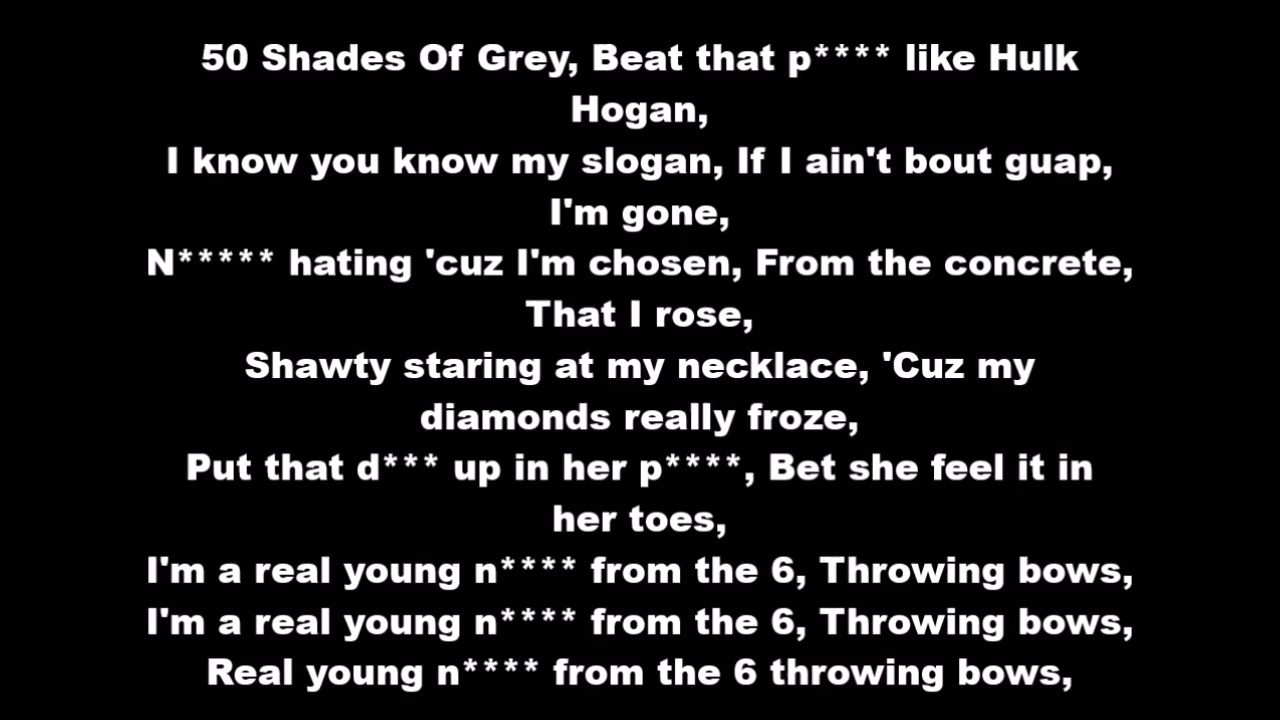 50 Shades Of Grey, Beat that p**** like Hulk
Hogan,
I know you know my slogan, If I ain't bout guap,
I'm gone,
N***** hating 'cuz I'm chosen, From the concrete,
That I rose,
Shawty staring at my necklace, 'Cuz my
diamonds really froze,
Put that d*** up in her p****, Bet she feel it in
her toes,
I'm a real young n**** from the 6, Throwing bows,
I'm a real young n**** from the 6, Throwing bows,
Real young n**** from the 6 throwing bows,